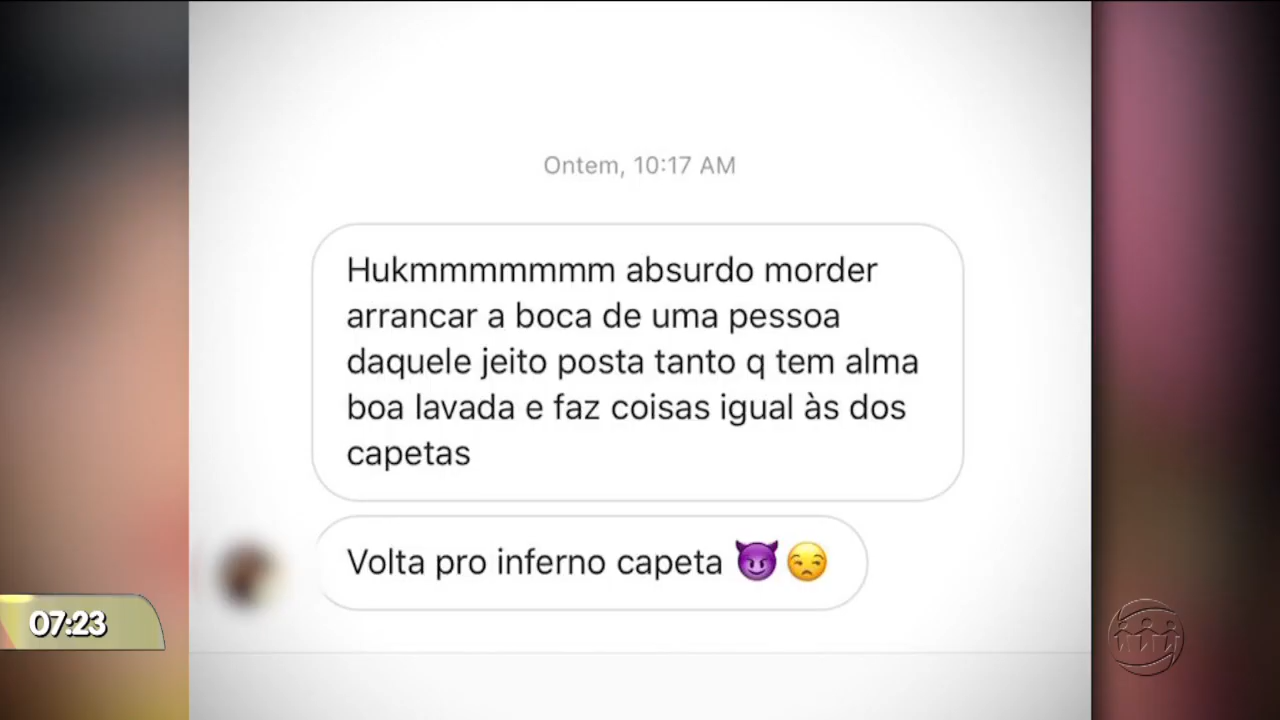 Ontem, 10:17 AM
Hukmmmmmmm absurdo morder
arrancar a boca de uma pessoa
daquele jeito posta tanto q tem alma
boa lavada e faz coisas igual às dos
capetas
Volta pro inferno capeta 😈 😒
07:23